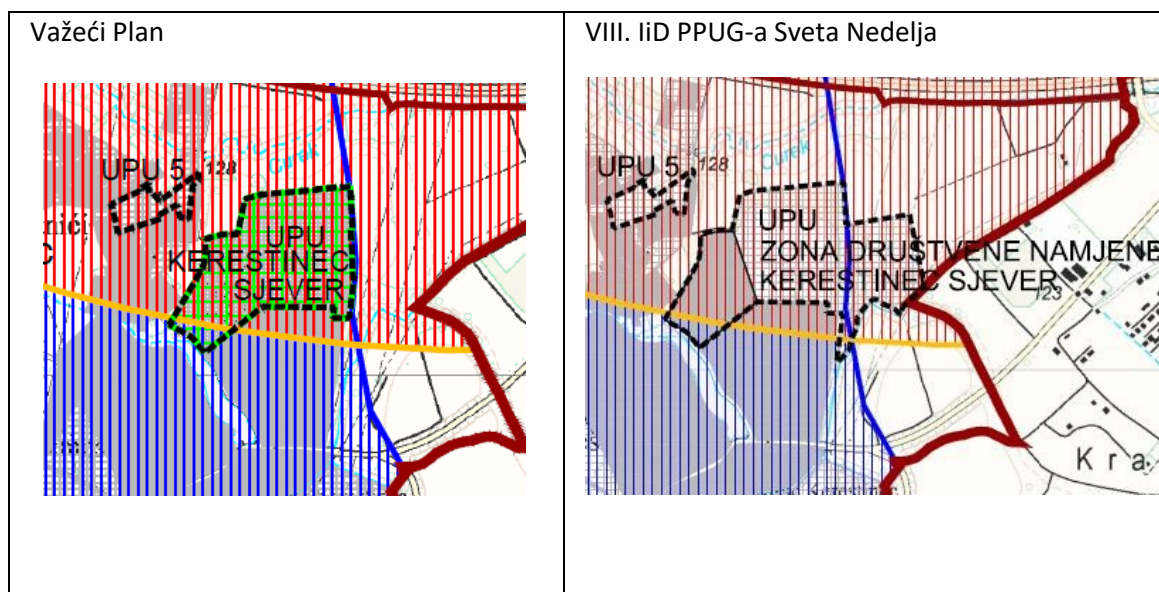 Važeći Plan
VIII. IiD PPUG-a Sveta Nedelja
UPU 5
128
Curek
UPU
KERESTINEC
SJEVER
UPU 5
128
Curek
UPU
ZONA DRUŠTVENE NAMJENE
KERESTINEC SJEVER
123
K r a